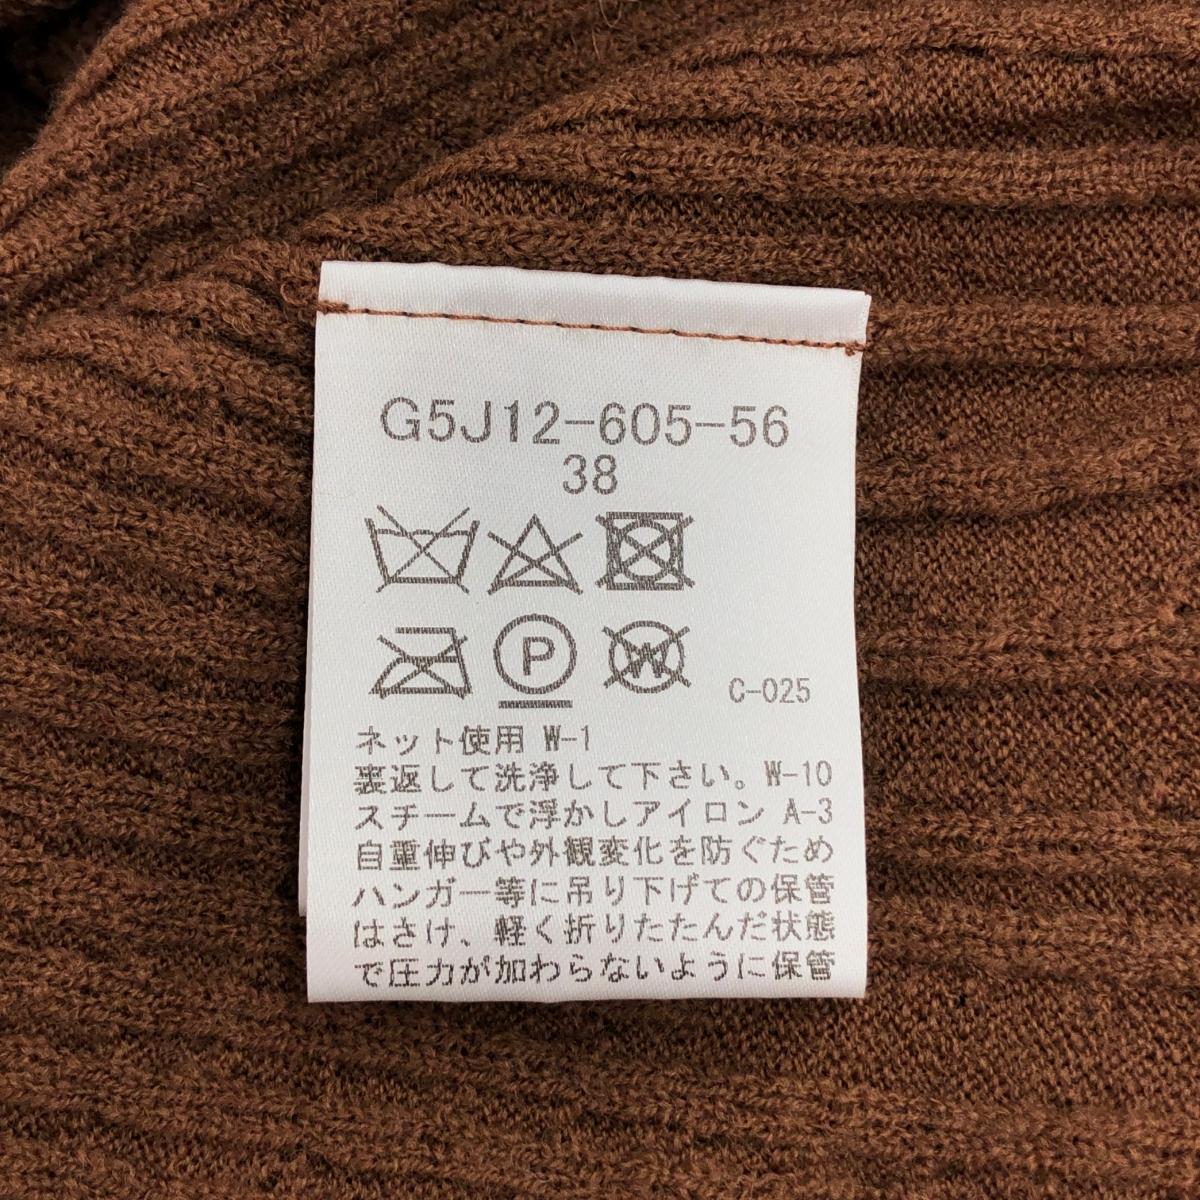 G5J12-605-56
38
P
W
C-025
ネット使用 W-1
裏返して洗浄して下さい。W-10
スチームで浮かしアイロン A-3
自重伸びや外観変化を防ぐため
ハンガー等に吊り下げての保管
はさけ、軽く折りたたんだ状態
で圧力が加わらないように保管